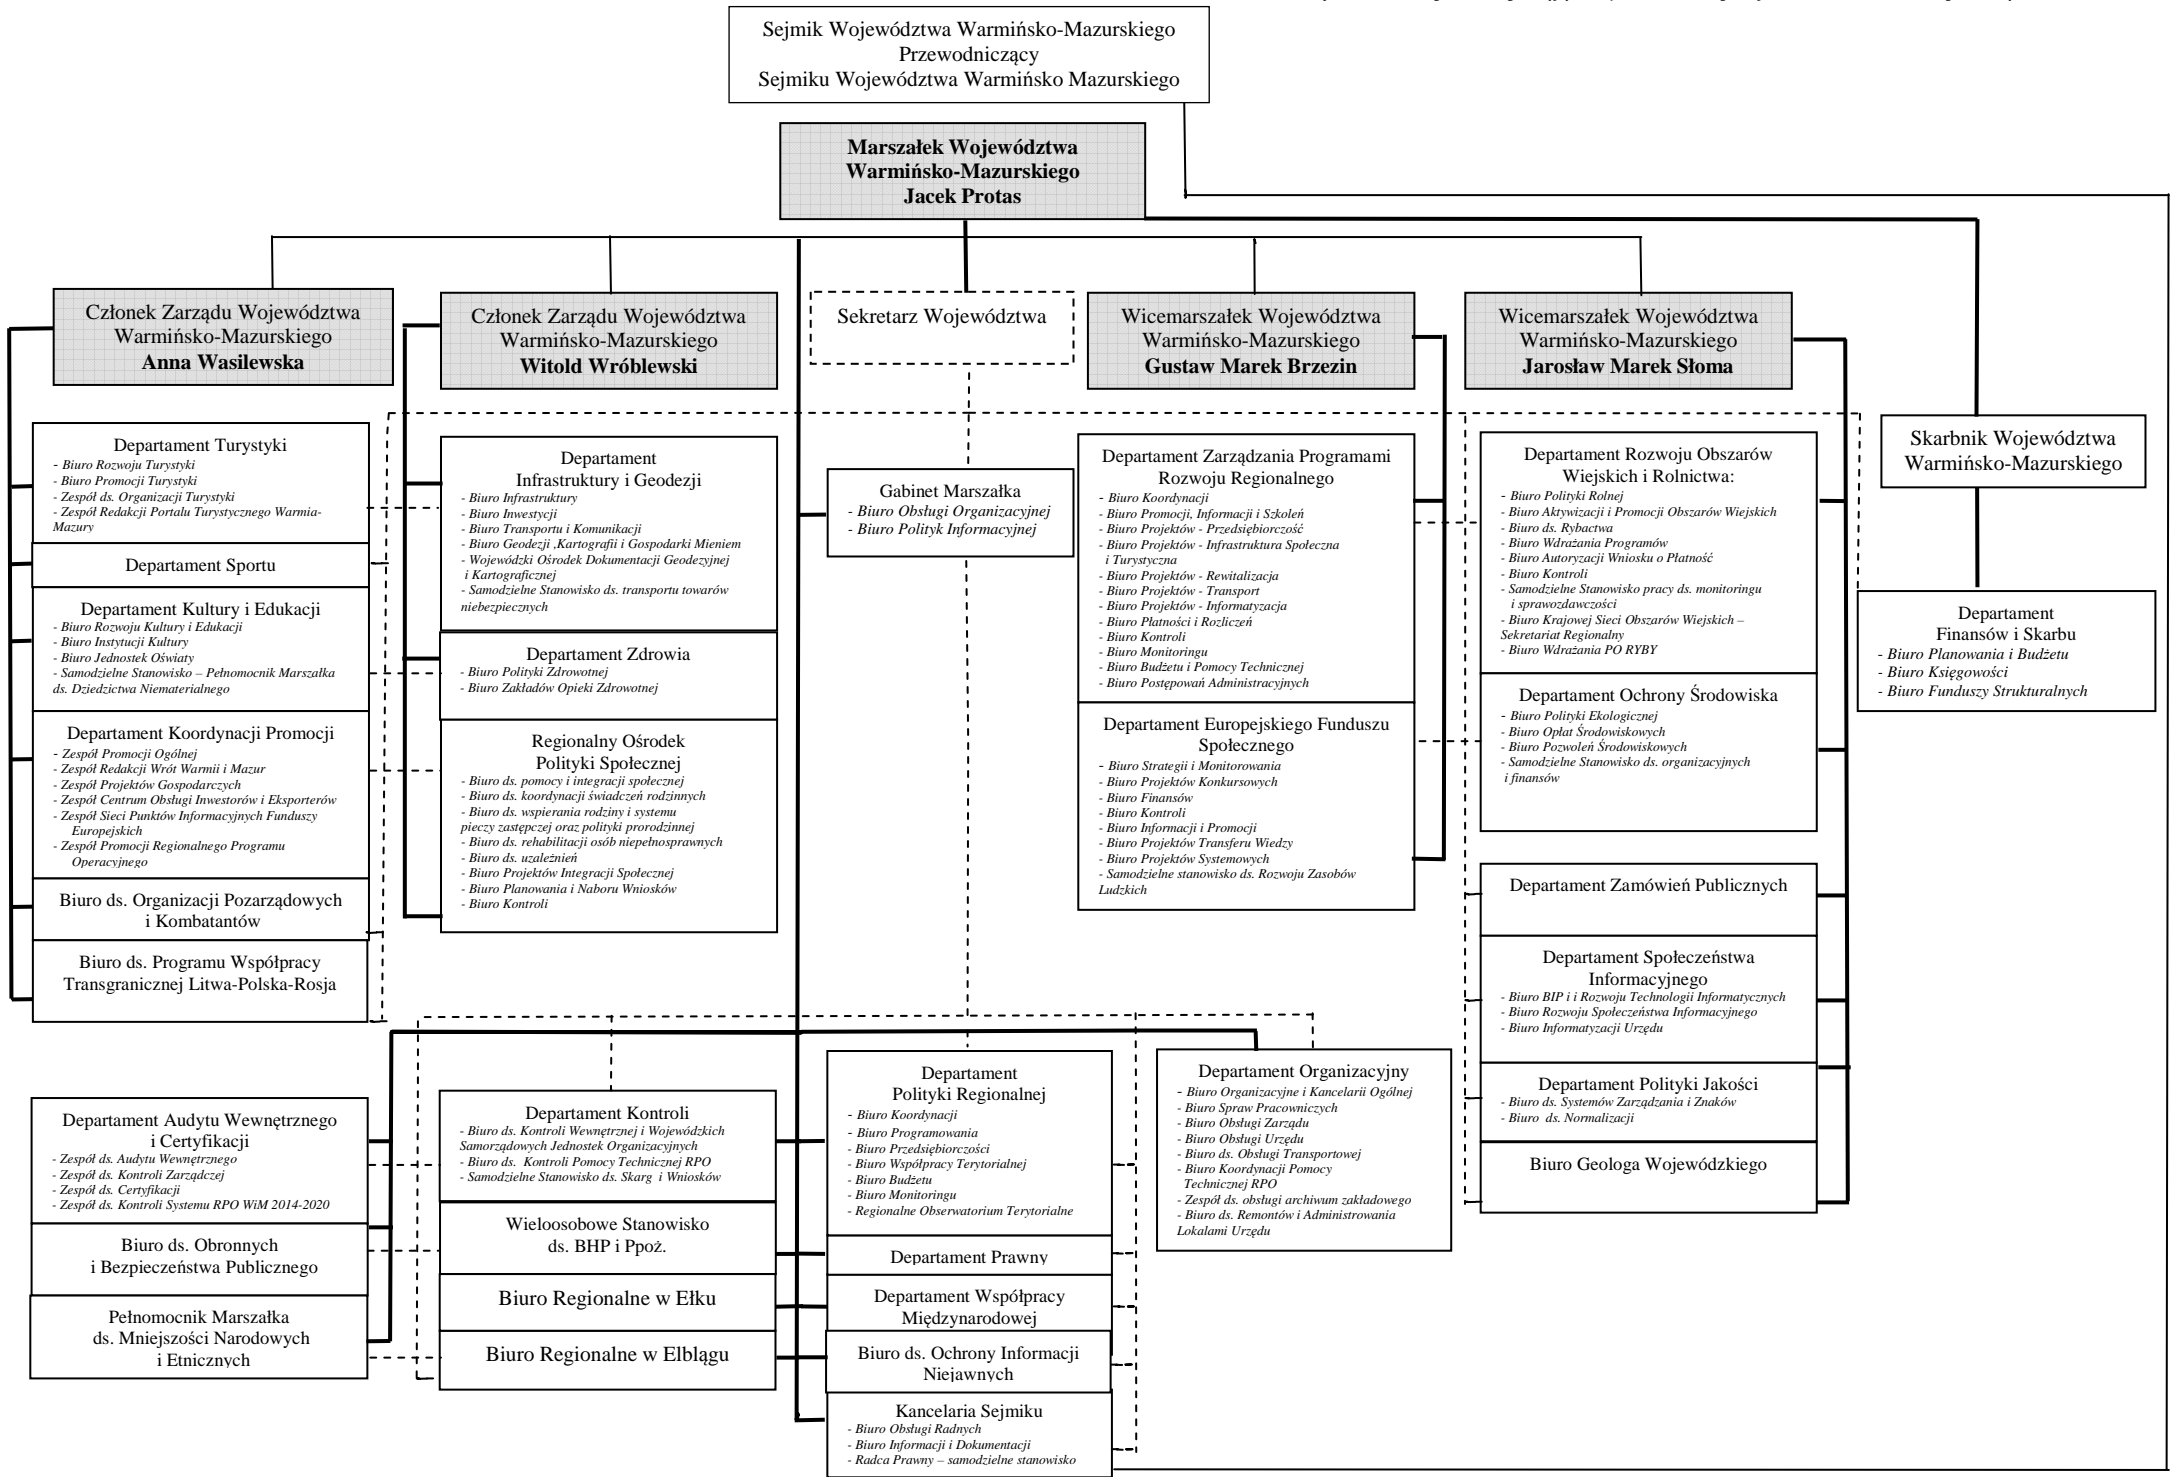 Sejmik Województwa Warmińsko-Mazurskiego
Przewodniczący
Sejmiku Województwa Warmińsko Mazurskiego
Marszałek Województwa
Warmińsko-Mazurskiego
Jacek Protas
Członek Zarządu Województwa
Warmińsko-Mazurskiego
Anna Wasilewska
Członek Zarządu Województwa
Warmińsko-Mazurskiego
Witold Wróblewski
Sekretarz Województwa
Wicemarszałek Województwa
Warmińsko-Mazurskiego
Gustaw Marek Brzezin
Wicemarszałek Województwa
Warmińsko-Mazurskiego
Jarosław Marek Słoma
Skarbnik Województwa
Warmińsko-Mazurskiego
Departament Turystyki
- Biuro Rozwoju Turystyki
- Biuro Promocji Turystyki
- Zespół ds. Organizacji Turystyki
- Zespół Redakcji Portalu Turystycznego Warmia-
Mazury
Departament Sportu
Departament Kultury i Edukacji
- Biuro Rozwoju Kultury i Edukacji
- Biuro Instytucji Kultury
- Biuro Jednostek Oświaty
- Samodzielne Stanowisko – Pełnomocnik Marszałka
ds. Dziedzictwa Niematerialnego
Departament Koordynacji Promocji
- Zespół Promocji Ogólnej
- Zespół Redakcji Wrót Warmii i Mazur
- Zespół Projektów Gospodarczych
- Zespół Centrum Obsługi Inwestorów i Eksporterów
- Zespół Sieci Punktów Informacyjnych Funduszy
Europejskich
- Zespół Promocji Regionalnego Programu
Operacyjnego
Biuro ds. Organizacji Pozarządowych
i Kombatantów
Biuro ds. Programu Współpracy
Transgranicznej Litwa-Polska-Rosja
Departament
Infrastruktury i Geodezji
- Biuro Infrastruktury
- Biuro Inwestycji
- Biuro Transportu i Komunikacji
- Biuro Geodezji ,Kartografii i Gospodarki Mieniem
- Wojewódzki Ośrodek Dokumentacji Geodezyjnej
i Kartograficznej
- Samodzielne Stanowisko ds. transportu towarów
niebezpiecznych
Departament Zdrowia
- Biuro Polityki Zdrowotnej
- Biuro Zakładów Opieki Zdrowotnej
Regionalny Ośrodek
Polityki Społecznej
- Biuro ds. pomocy i integracji społecznej
- Biuro ds. koordynacji świadczeń rodzinnych
- Biuro ds. wspierania rodziny i systemu
pieczy zastępczej oraz polityki prorodzinnej
- Biuro ds. rehabilitacji osób niepełnosprawnych
- Biuro ds. uzależnień
- Biuro Projektów Integracji Społecznej
- Biuro Planowania i Naboru Wniosków
- Biuro Kontroli
Gabinet Marszałka
- Biuro Obsługi Organizacyjnej
- Biuro Polityk Informacyjnej
Departament Zarządzania Programami
Rozwoju Regionalnego
- Biuro Koordynacji
- Biuro Promocji, Informacji i Szkoleń
- Biuro Projektów - Przedsiębiorczość
- Biuro Projektów - Infrastruktura Społeczna
i Turystyczna
- Biuro Projektów - Rewitalizacja
- Biuro Projektów - Transport
- Biuro Projektów - Informatyzacja
- Biuro Płatności i Rozliczeń
- Biuro Kontroli
- Biuro Monitoringu
- Biuro Budżetu i Pomocy Technicznej
- Biuro Postępowań Administracyjnych
Departament Europejskiego Funduszu
Społecznego
- Biuro Strategii i Monitorowania
- Biuro Projektów Konkursowych
- Biuro Finansów
- Biuro Kontroli
- Biuro Informacji i Promocji
- Biuro Projektów Transferu Wiedzy
- Biuro Projektów Systemowych
- Samodzielne stanowisko ds. Rozwoju Zasobów
Ludzkich
Departament Rozwoju Obszarów
Wiejskich i Rolnictwa:
- Biuro Polityki Rolnej
- Biuro Aktywizacji i Promocji Obszarów Wiejskich
- Biuro ds. Rybactwa
- Biuro Wdrażania Programów
- Biuro Autoryzacji Wniosku o Płatność
- Biuro Kontroli
- Samodzielne Stanowisko pracy ds. monitoringu
i sprawozdawczości
- Biuro Krajowej Sieci Obszarów Wiejskich –
Sekretariat Regionalny
- Biuro Wdrażania PO RYBY
Departament Ochrony Środowiska
- Biuro Polityki Ekologicznej
- Biuro Opłat Środowiskowych
- Biuro Pozwoleń Środowiskowych
- Samodzielne Stanowisko ds. organizacyjnych
i finansów
Departament Zamówień Publicznych
Departament Społeczeństwa
Informacyjnego
- Biuro BIP i i Rozwoju Technologii Informatycznych
- Biuro Rozwoju Społeczeństwa Informacyjnego
- Biuro Informatyzacji Urzędu
Departament Polityki Jakości
- Biuro ds. Systemów Zarządzania i Znaków
- Biuro ds. Normalizacji
Biuro Geologa Wojewódzkiego
Departament
Finansów i Skarbu
- Biuro Planowania i Budżetu
- Biuro Księgowości
- Biuro Funduszy Strukturalnych
Departament Audytu Wewnętrznego
i Certyfikacji
- Zespół ds. Audytu Wewnętrznego
- Zespół ds. Kontroli Zarządczej
- Zespół ds. Certyfikacji
- Zespół ds. Kontroli Systemu RPO WiM 2014-2020
Biuro ds. Obronnych
i Bezpieczeństwa Publicznego
Pełnomocnik Marszałka
ds. Mniejszości Narodowych
i Etnicznych
Departament Kontroli
- Biuro ds. Kontroli Wewnętrznej i Wojewódzkich
Samorządowych Jednostek Organizacyjnych
- Biuro ds. Kontroli Pomocy Technicznej RPO
- Samodzielne Stanowisko ds. Skarg i Wniosków
Wieloosobowe Stanowisko
ds. BHP i Ppoż.
Biuro Regionalne w Ełku
Biuro Regionalne w Elblągu
Departament
Polityki Regionalnej
- Biuro Koordynacji
- Biuro Programowania
- Biuro Przedsiębiorczości
- Biuro Współpracy Terytorialnej
- Biuro Budżetu
- Biuro Monitoringu
- Regionalne Obserwatorium Terytorialne
Departament Prawny
Departament Współpracy
Międzynarodowej
Biuro ds. Ochrony Informacji
Niejawnych
Kancelaria Sejmiku
- Biuro Obsługi Radnych
- Biuro Informacji i Dokumentacji
- Radca Prawny – samodzielne stanowisko
Departament Organizacyjny
- Biuro Organizacyjne i Kancelarii Ogólnej
- Biuro Spraw Pracowniczych
- Biuro Obsługi Zarządu
- Biuro Obsługi Urzędu
- Biuro ds. Obsługi Transportowej
- Biuro Koordynacji Pomocy
Technicznej RPO
- Zespół ds. obsługi archiwum zakładowego
- Biuro ds. Remontów i Administrowania
Lokalami Urzędu